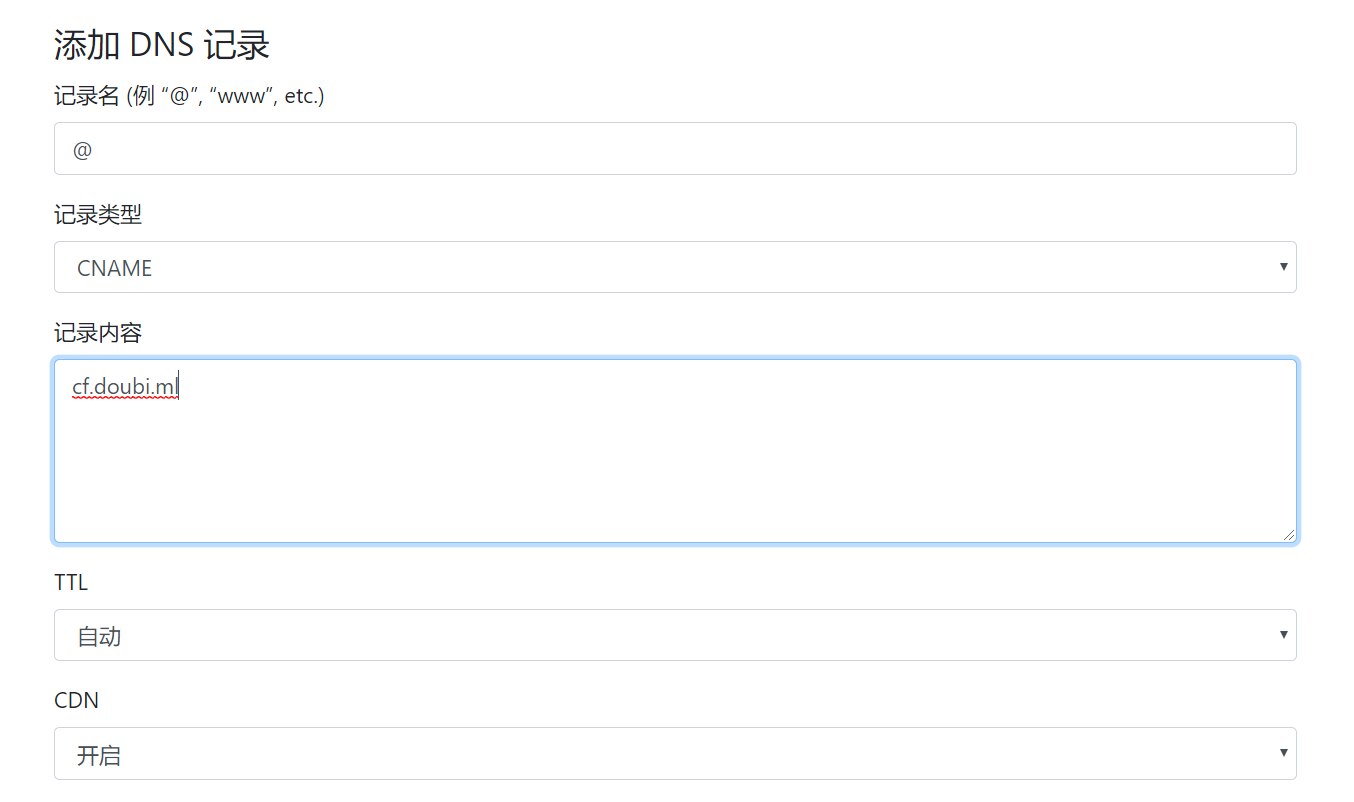 添加 DNS 记录
记录名 (例 “@”, “www”, etc.)
@
记录类型
CNAME
记录内容
cf.doubi.ml
TTL
自动
CDN
开启